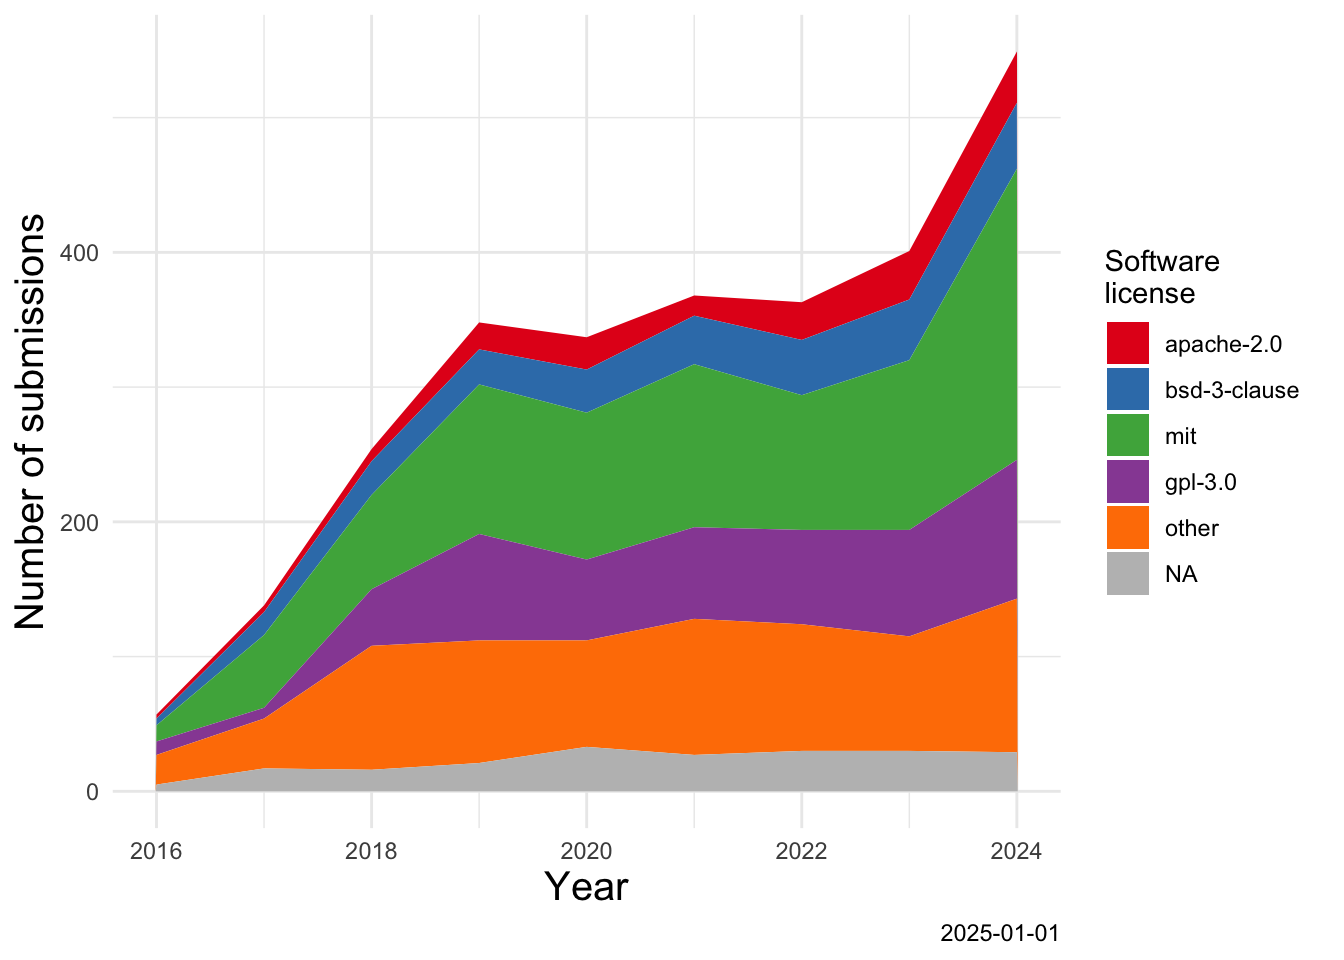 Number of submissions
400
200
0
2016
2018
2020
2022
2024
Year
Software
license
apache-2.0
bsd-3-clause
mit
gpl-3.0
other
NA
2025-01-01